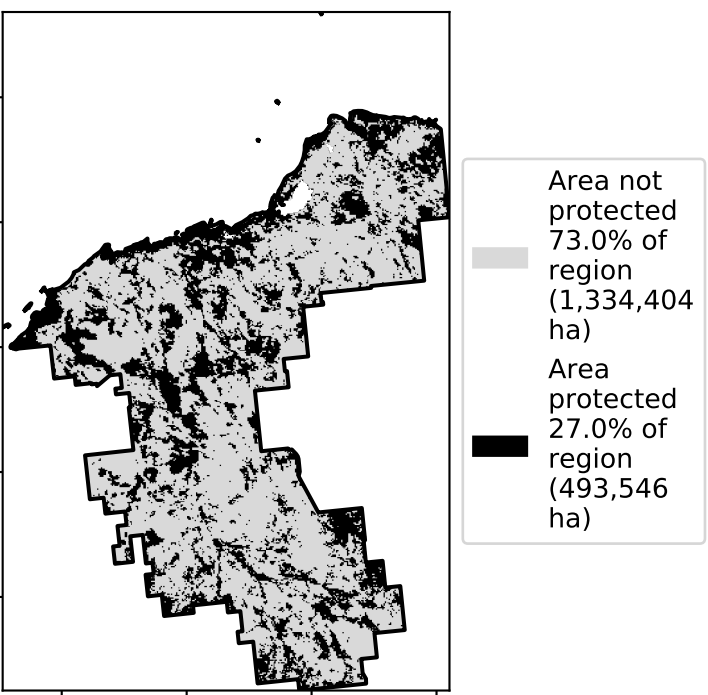 Area not
protected
73.0% of
region
(1,334,404
ha)
Area
protected
27.0% of
region
(493,546
ha)